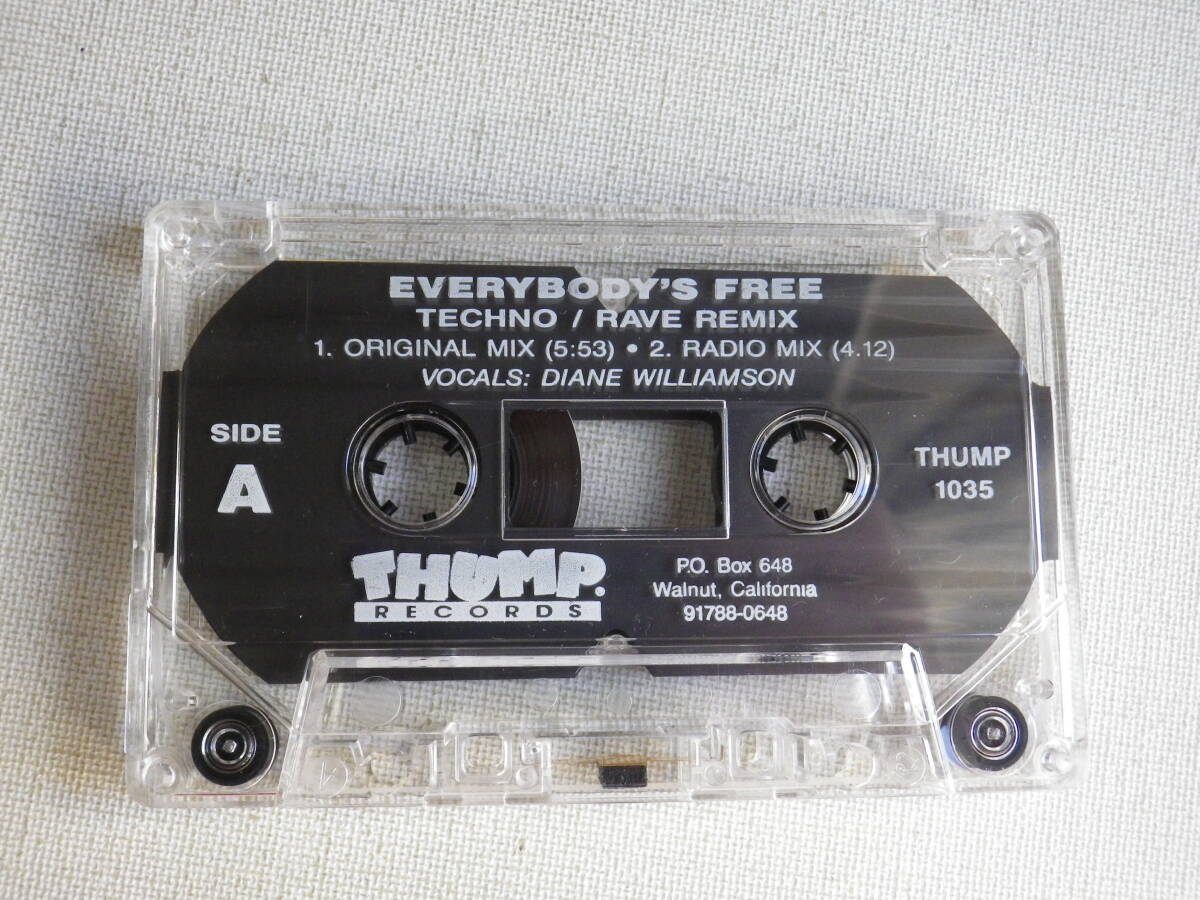 EVERYBODY'S FREE
TECHNO / RAVE REMIX
1. ORIGINAL MIX (5:53) • 2. RADIO MIX (4.12)
VOCALS: DIANE WILLIAMSON
SIDE
A
THUMP
1035
THUMP.
RECORDS
P.O. Box 648
Walnut, California
91788-0648